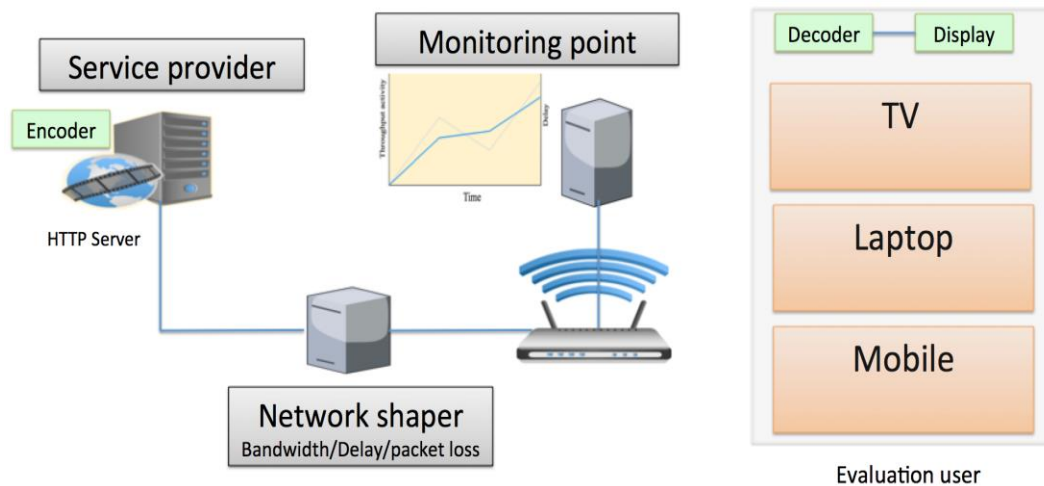 Service provider
Encoder
HTTP Server
Monitoring point
Throughput activity
Delay
Time
Network shaper
Bandwidth/Delay/packet loss
Decoder
Display
TV
Laptop
Mobile
Evaluation user